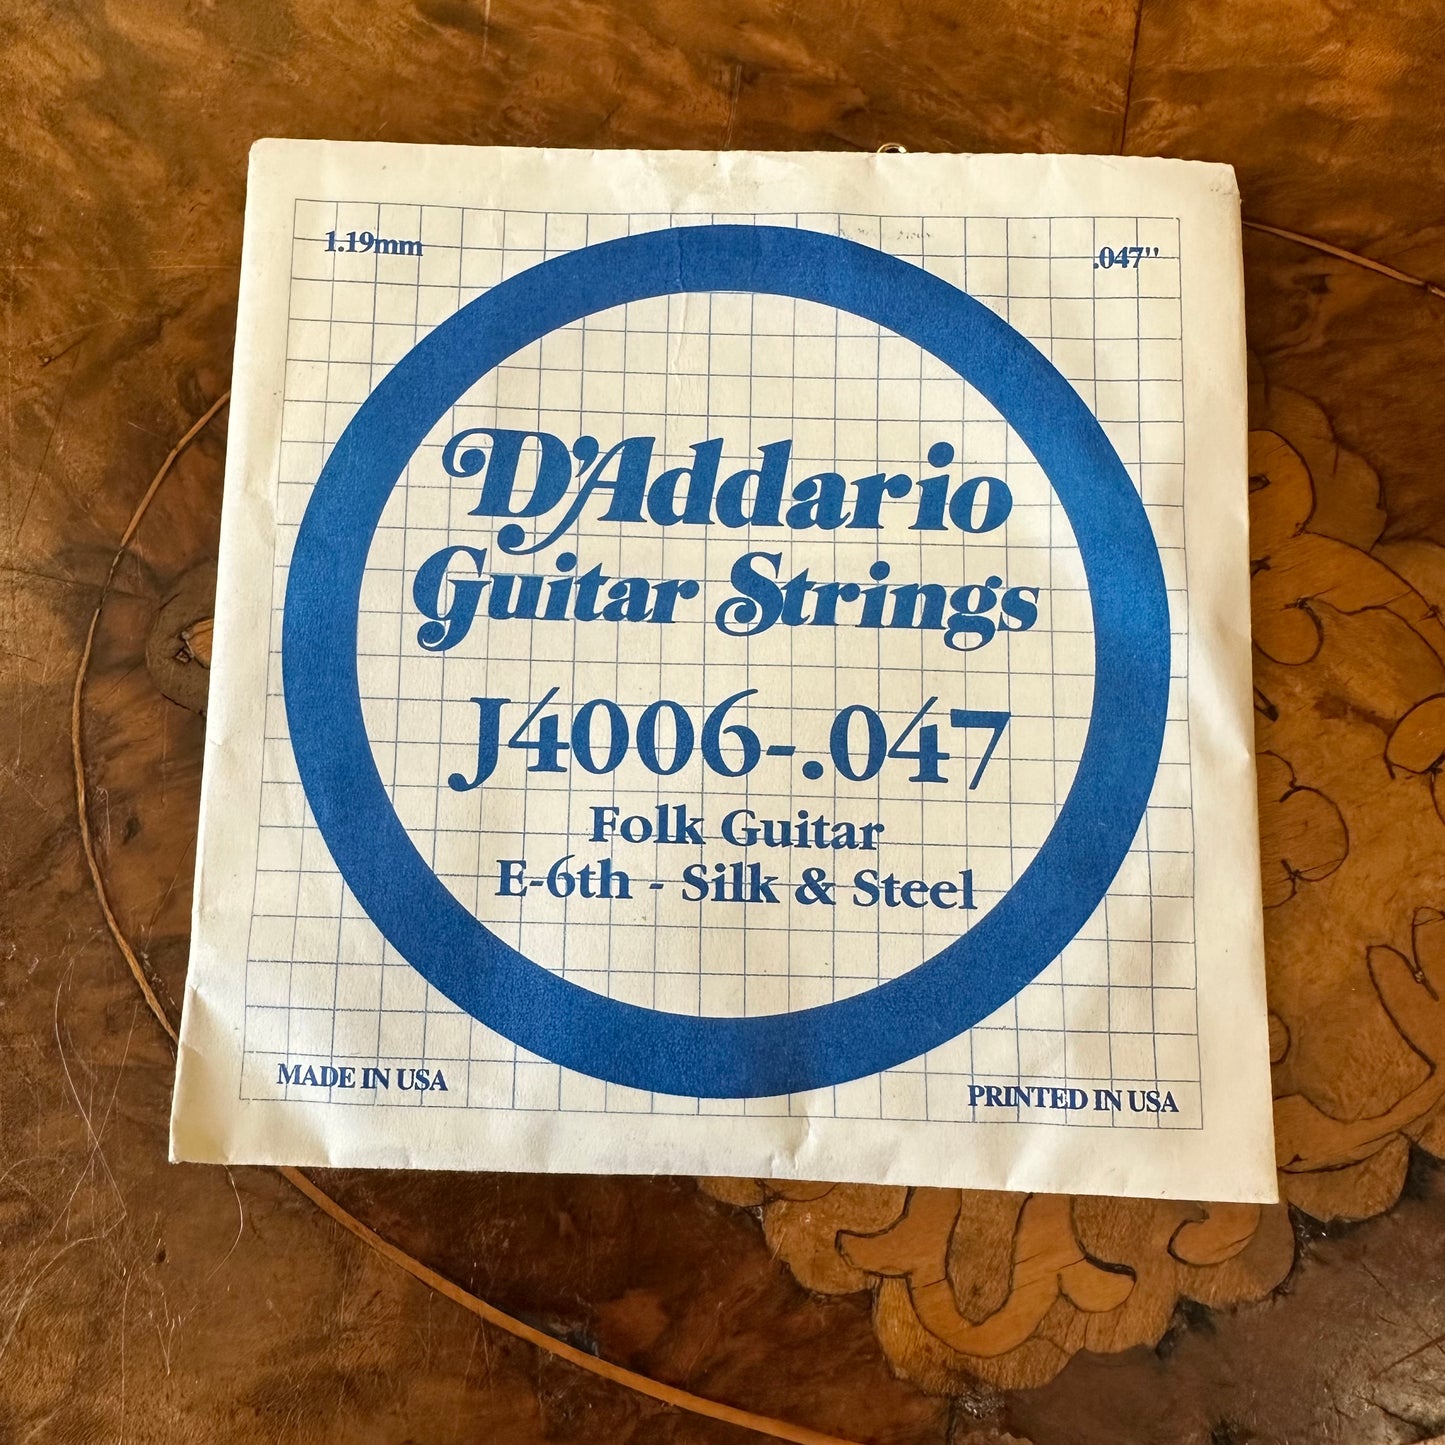 1.19mm .047"
D'Addario
Guitar Strings
J4006-.047
Folk Guitar
E-6th - Silk & Steel
MADE IN USA
PRINTED IN USA